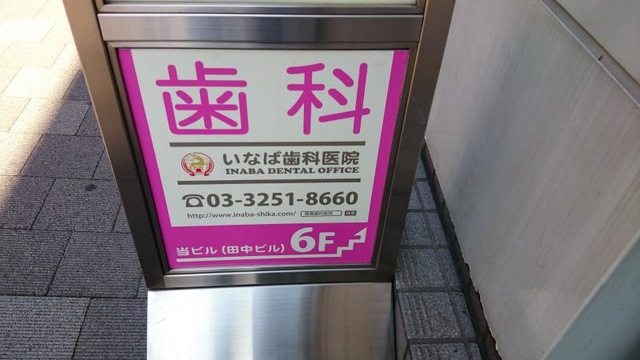 歯科
いなば歯科医院
INABA DENTAL OFFICE
☎03-3251-8660
http://www.inaba-shika.com/
当ビル(田中ビル) 6F